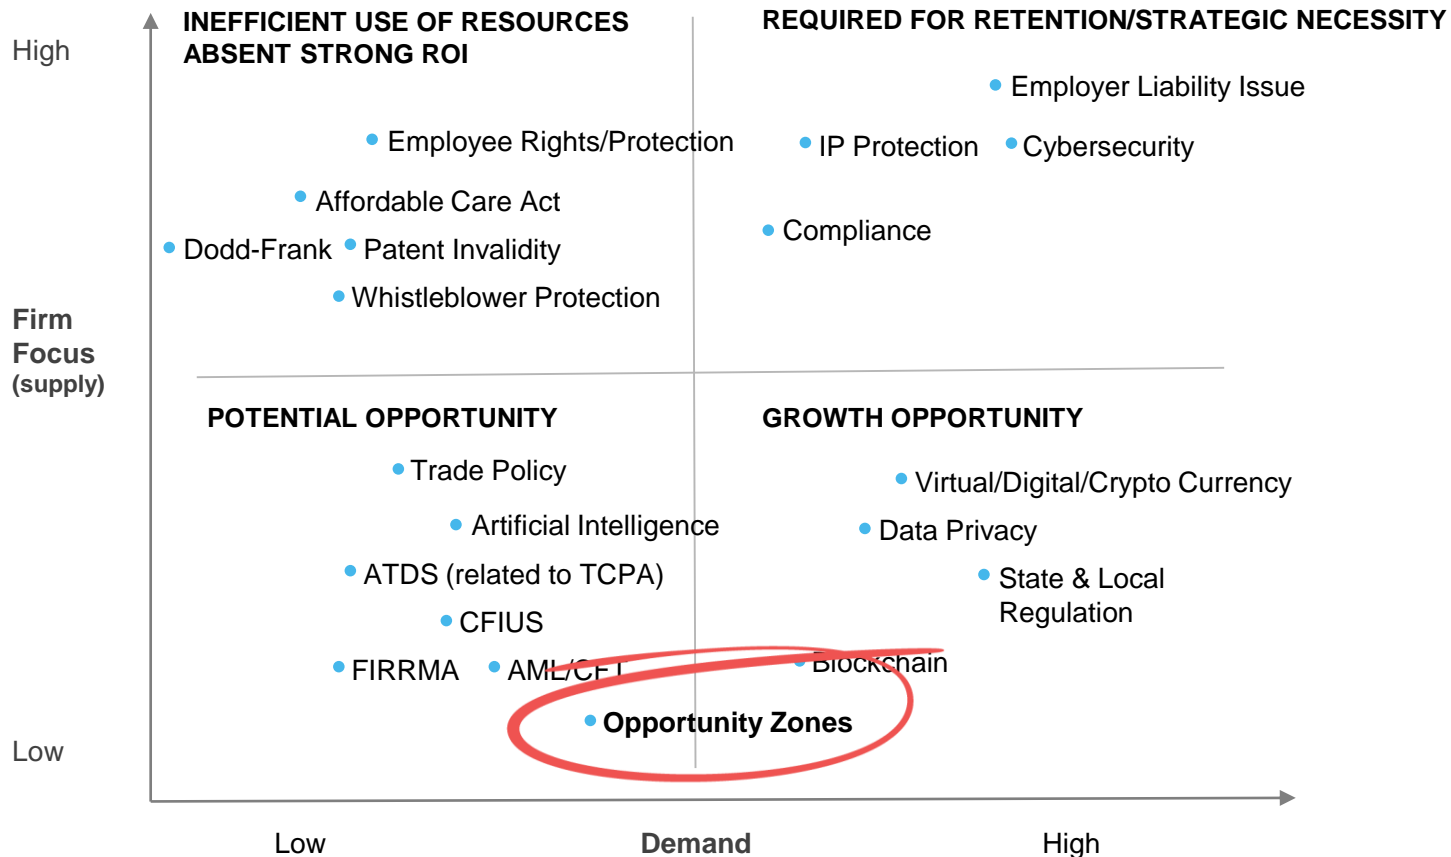 High
INEFFICIENT USE OF RESOURCES
ABSENT STRONG ROI
REQUIRED FOR RETENTION/STRATEGIC NECESSITY
Employer Liability Issue
Employee Rights/Protection
IP Protection
Cybersecurity
Affordable Care Act
Compliance
Dodd-Frank
Patent Invalidity
Whistleblower Protection
Firm
Focus
(supply)
POTENTIAL OPPORTUNITY
GROWTH OPPORTUNITY
Trade Policy
Virtual/Digital/Crypto Currency
Artificial Intelligence
Data Privacy
ATDS (related to TCPA)
State & Local
Regulation
CFIUS
FIRRMA
AML/CFT
Blockchain
Opportunity Zones
Low
Low
Demand
High